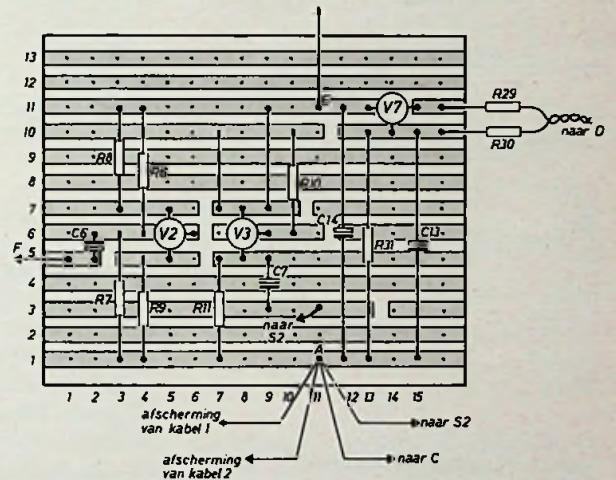 13
12
11 V7 R29
10 R30 naar D
9 R8 R6 R10
8
7
6 F C6 V2 V3 C14 R31 C13
5
4 R7 R9 R11 C7
3 naar S2
2
1 A
1 2 3 4 5 6 7 8 9 10 11 12 13 14 15
afscherming van kabel 1
naar S2
afscherming van kabel 2
naar C